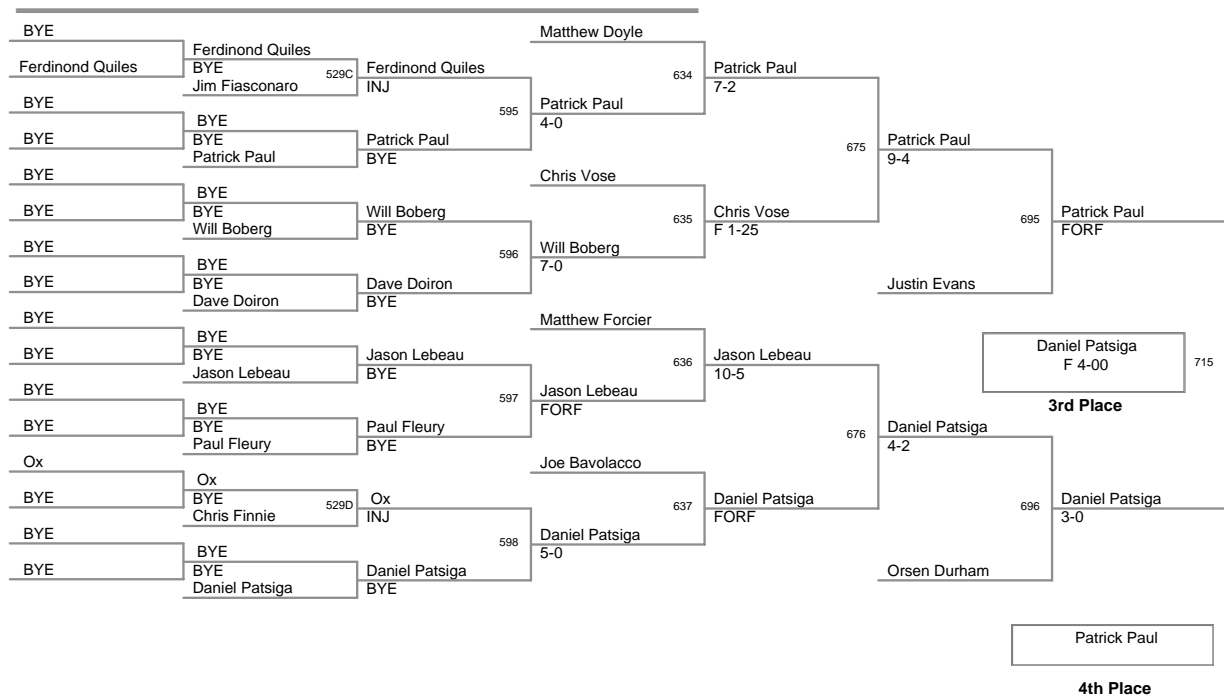 BYE
Ferdinond Quiles
BYE
BYE
BYE
BYE
BYE
BYE
BYE
BYE
BYE
BYE
Ox
BYE
BYE
BYE
Ferdinond Quiles
BYE
Jim Fiasconaro
529C
BYE
BYE
Patrick Paul
BYE
BYE
Will Boberg
BYE
BYE
Dave Doiron
BYE
BYE
Jason Lebeau
BYE
BYE
Paul Fleury
Ox
BYE
Chris Finnie
529D
BYE
BYE
Daniel Patsiga
Ferdinond Quiles
INJ
595
Patrick Paul
BYE
Will Boberg
BYE
596
Dave Doiron
BYE
Jason Lebeau
BYE
597
Paul Fleury
BYE
Ox
INJ
598
Daniel Patsiga
BYE
Matthew Doyle
634
Patrick Paul
4-0
Chris Vose
635
Will Boberg
7-0
Matthew Forcier
636
Jason Lebeau
FORF
Joe Bavolacco
637
Daniel Patsiga
5-0
Patrick Paul
7-2
675
Chris Vose
F 1-25
Jason Lebeau
10-5
676
Daniel Patsiga
FORF
Patrick Paul
9-4
695
Justin Evans
Daniel Patsiga
4-2
696
Orsen Durham
Patrick Paul
FORF
Daniel Patsiga
F 4-00
715
3rd Place
Daniel Patsiga
3-0
Patrick Paul
4th Place